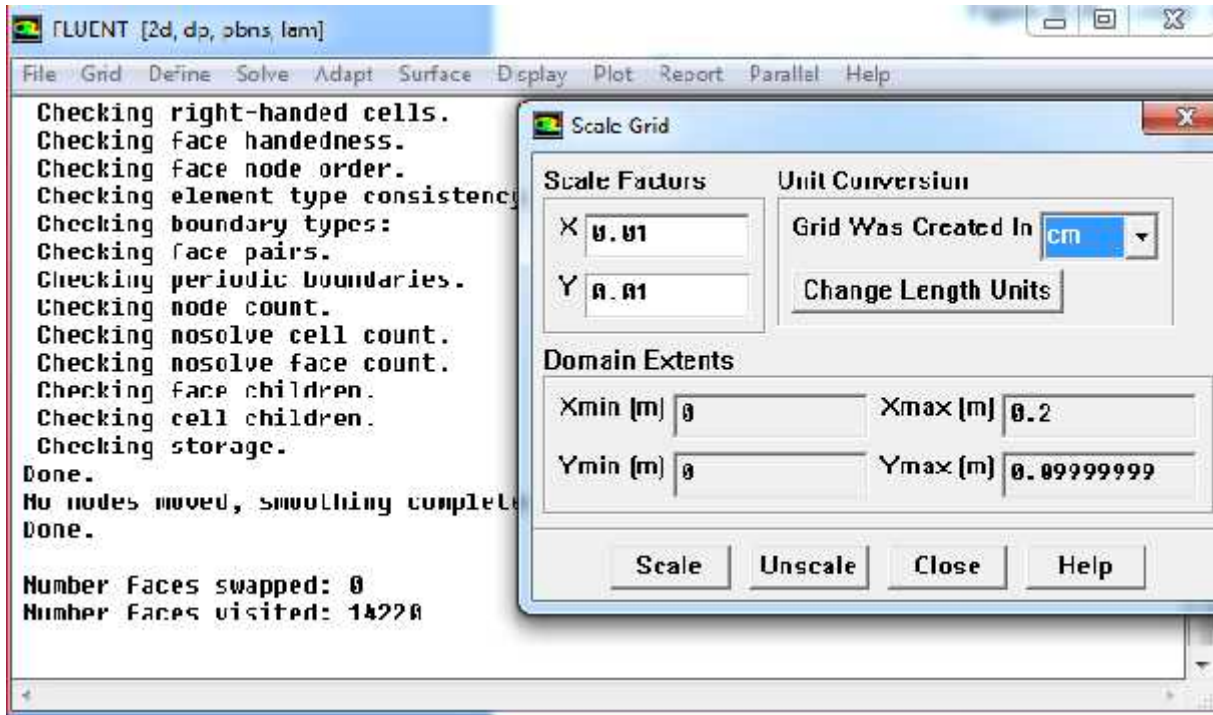 FLUENT [2d, dp, pbns, lam]
File Grid Define Solve Adapt Surface Display Plot Report Parallel Help
Checking right-handed cells.
Checking face handedness.
Checking face node order.
Checking element type consistency
Checking boundary types:
Checking face pairs.
Checking periodic boundaries.
Checking node count.
Checking nosolve cell count.
Checking nosolve face count.
Checking face children.
Checking cell children.
Checking storage.
Done.
No nodes moved, smoothing complete
Done.
Number faces swapped: 0
Number faces visited: 14220
Scale Grid
Scale Factors
X 0.01
Y 0.01
Unit Conversion
Grid Was Created In cm
Change Length Units
Domain Extents
Xmin (m) 0 Xmax (m) 0.2
Ymin (m) 0 Ymax (m) 0.09999999
Scale Unscale Close Help